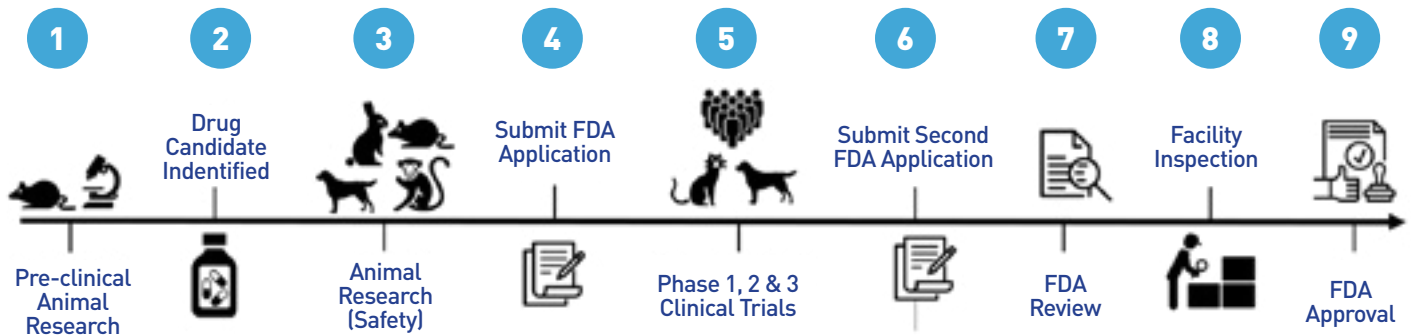 1
2
3
4
5
6
7
8
9
Pre-clinical
Animal
Research
Drug
Candidate
Indentified
Animal
Research
(Safety)
Submit FDA
Application
Phase 1, 2 & 3
Clinical Trials
Submit Second
FDA Application
FDA
Review
Facility
Inspection
FDA
Approval